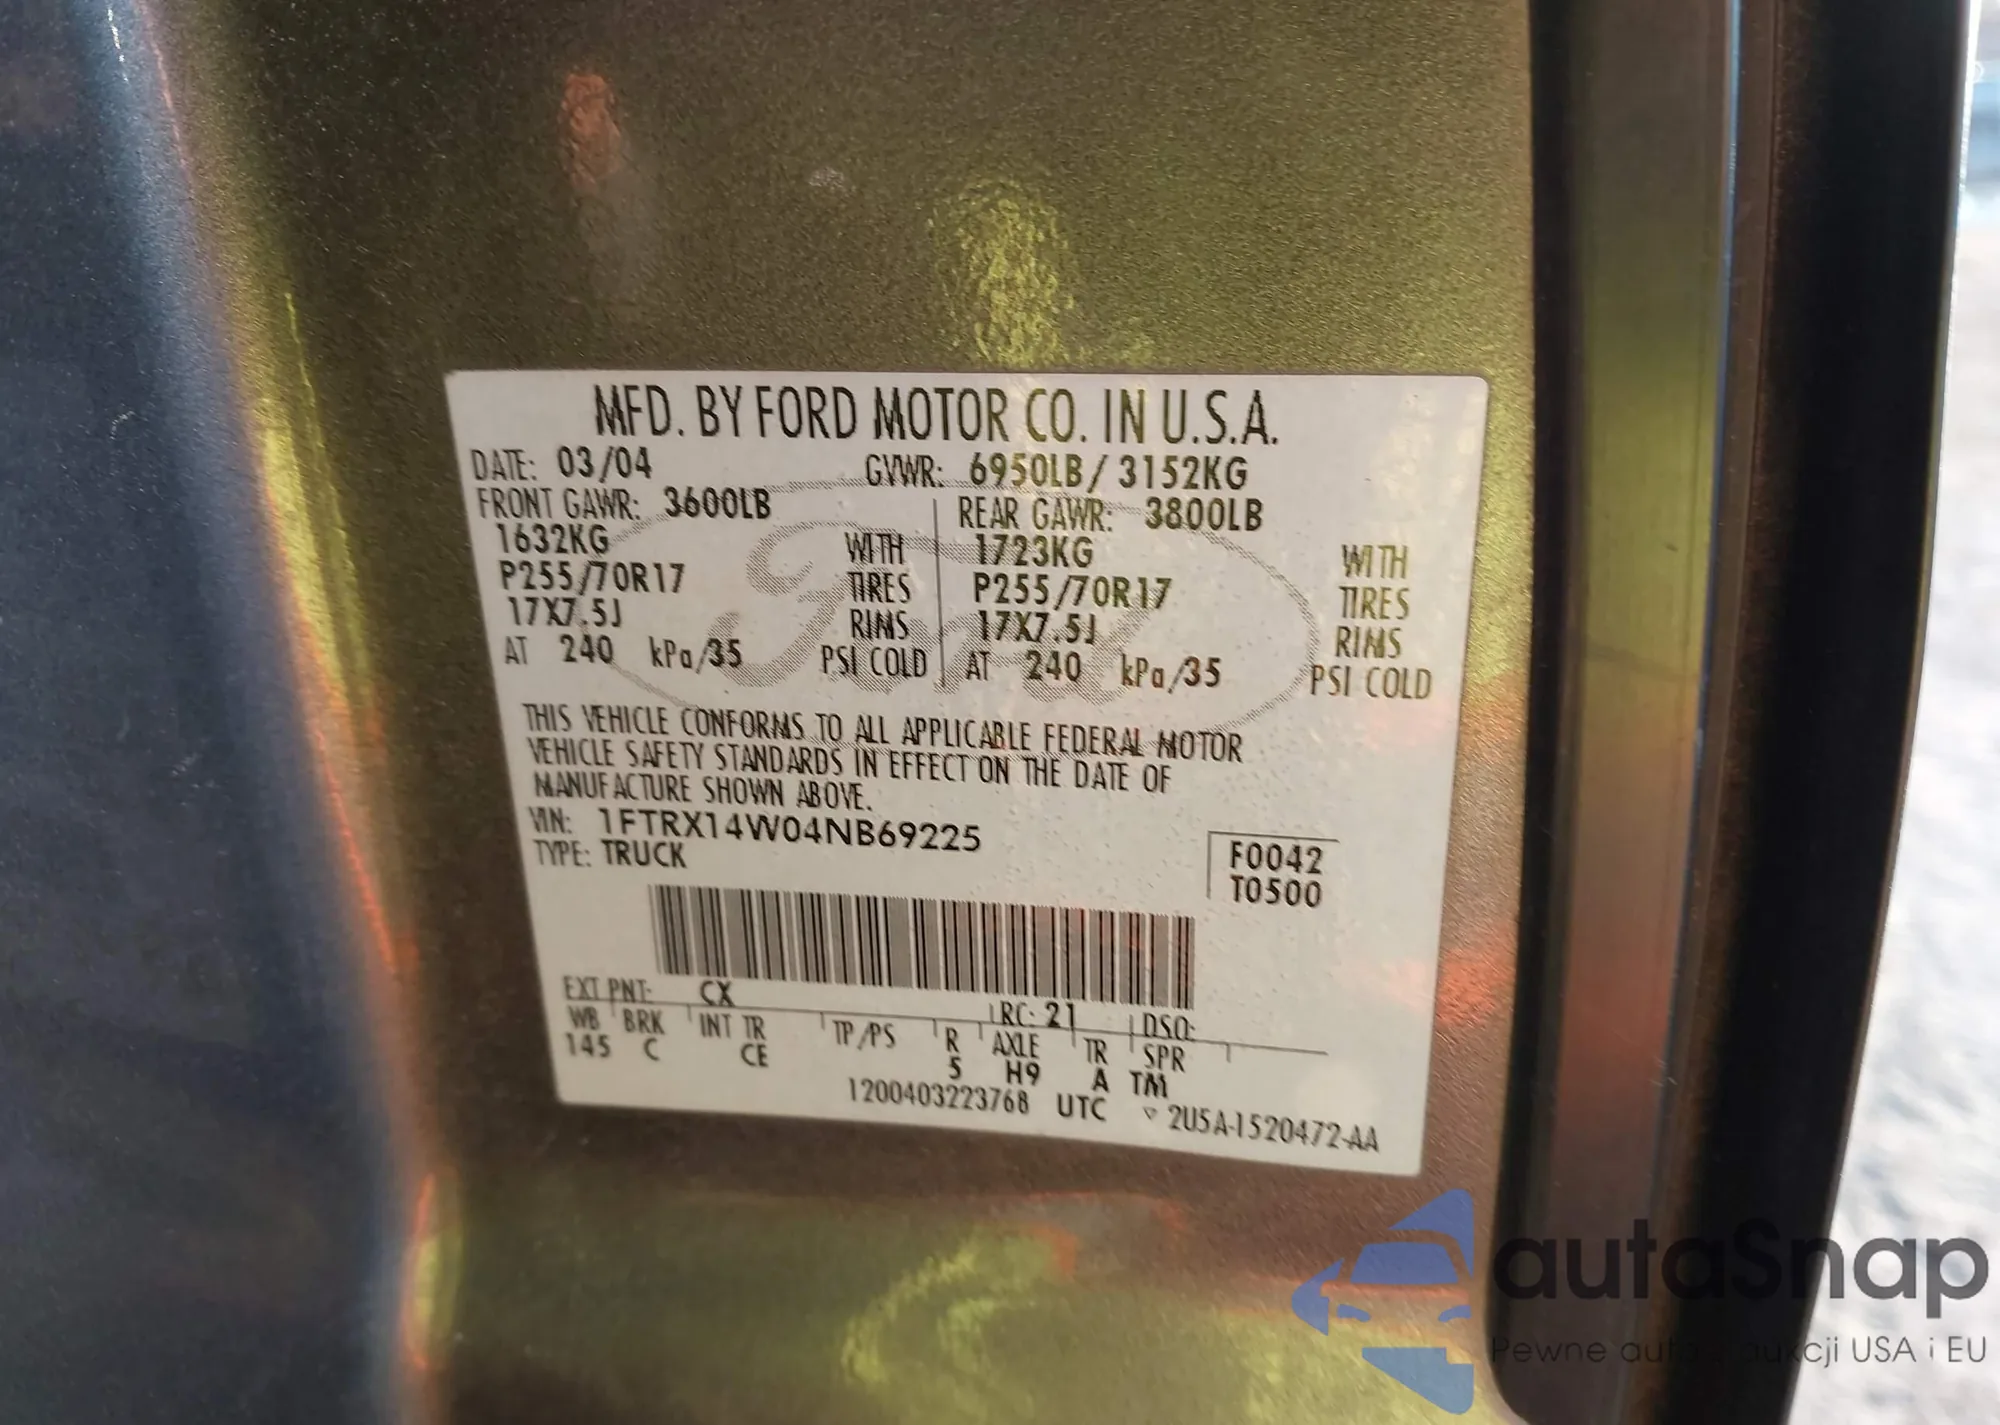 MFD. BY FORD MOTOR CO. IN U.S.A.
DATE: 03/04 GVWR: 6950LB / 3152KG
FRONT GAWR: 3600LB REAR GAWR: 3800LB
1632KG WITH 1723KG WITH
P255/70R17 TIRES P255/70R17 TIRES
17X7.5J RIMS 17X7.5J RIMS
AT 240 kPa/35 PSI COLD AT 240 kPa/35 PSI COLD
Ford
THIS VEHICLE CONFORMS TO ALL APPLICABLE FEDERAL MOTOR
VEHICLE SAFETY STANDARDS IN EFFECT ON THE DATE OF
MANUFACTURE SHOWN ABOVE.
VIN: 1FTRX14W04NB69225
TYPE: TRUCK
F0042
T0500
EXT PNT: CX RC: 21 DSO:
WB BRK INT TR TP/PS R AXLE TR SPR
145 C CE 5 H9 A TM
1200403223768 UTC ▽ 2U5A-1520472-AA
autaSnap
Pewne auta aukcji USA i EU